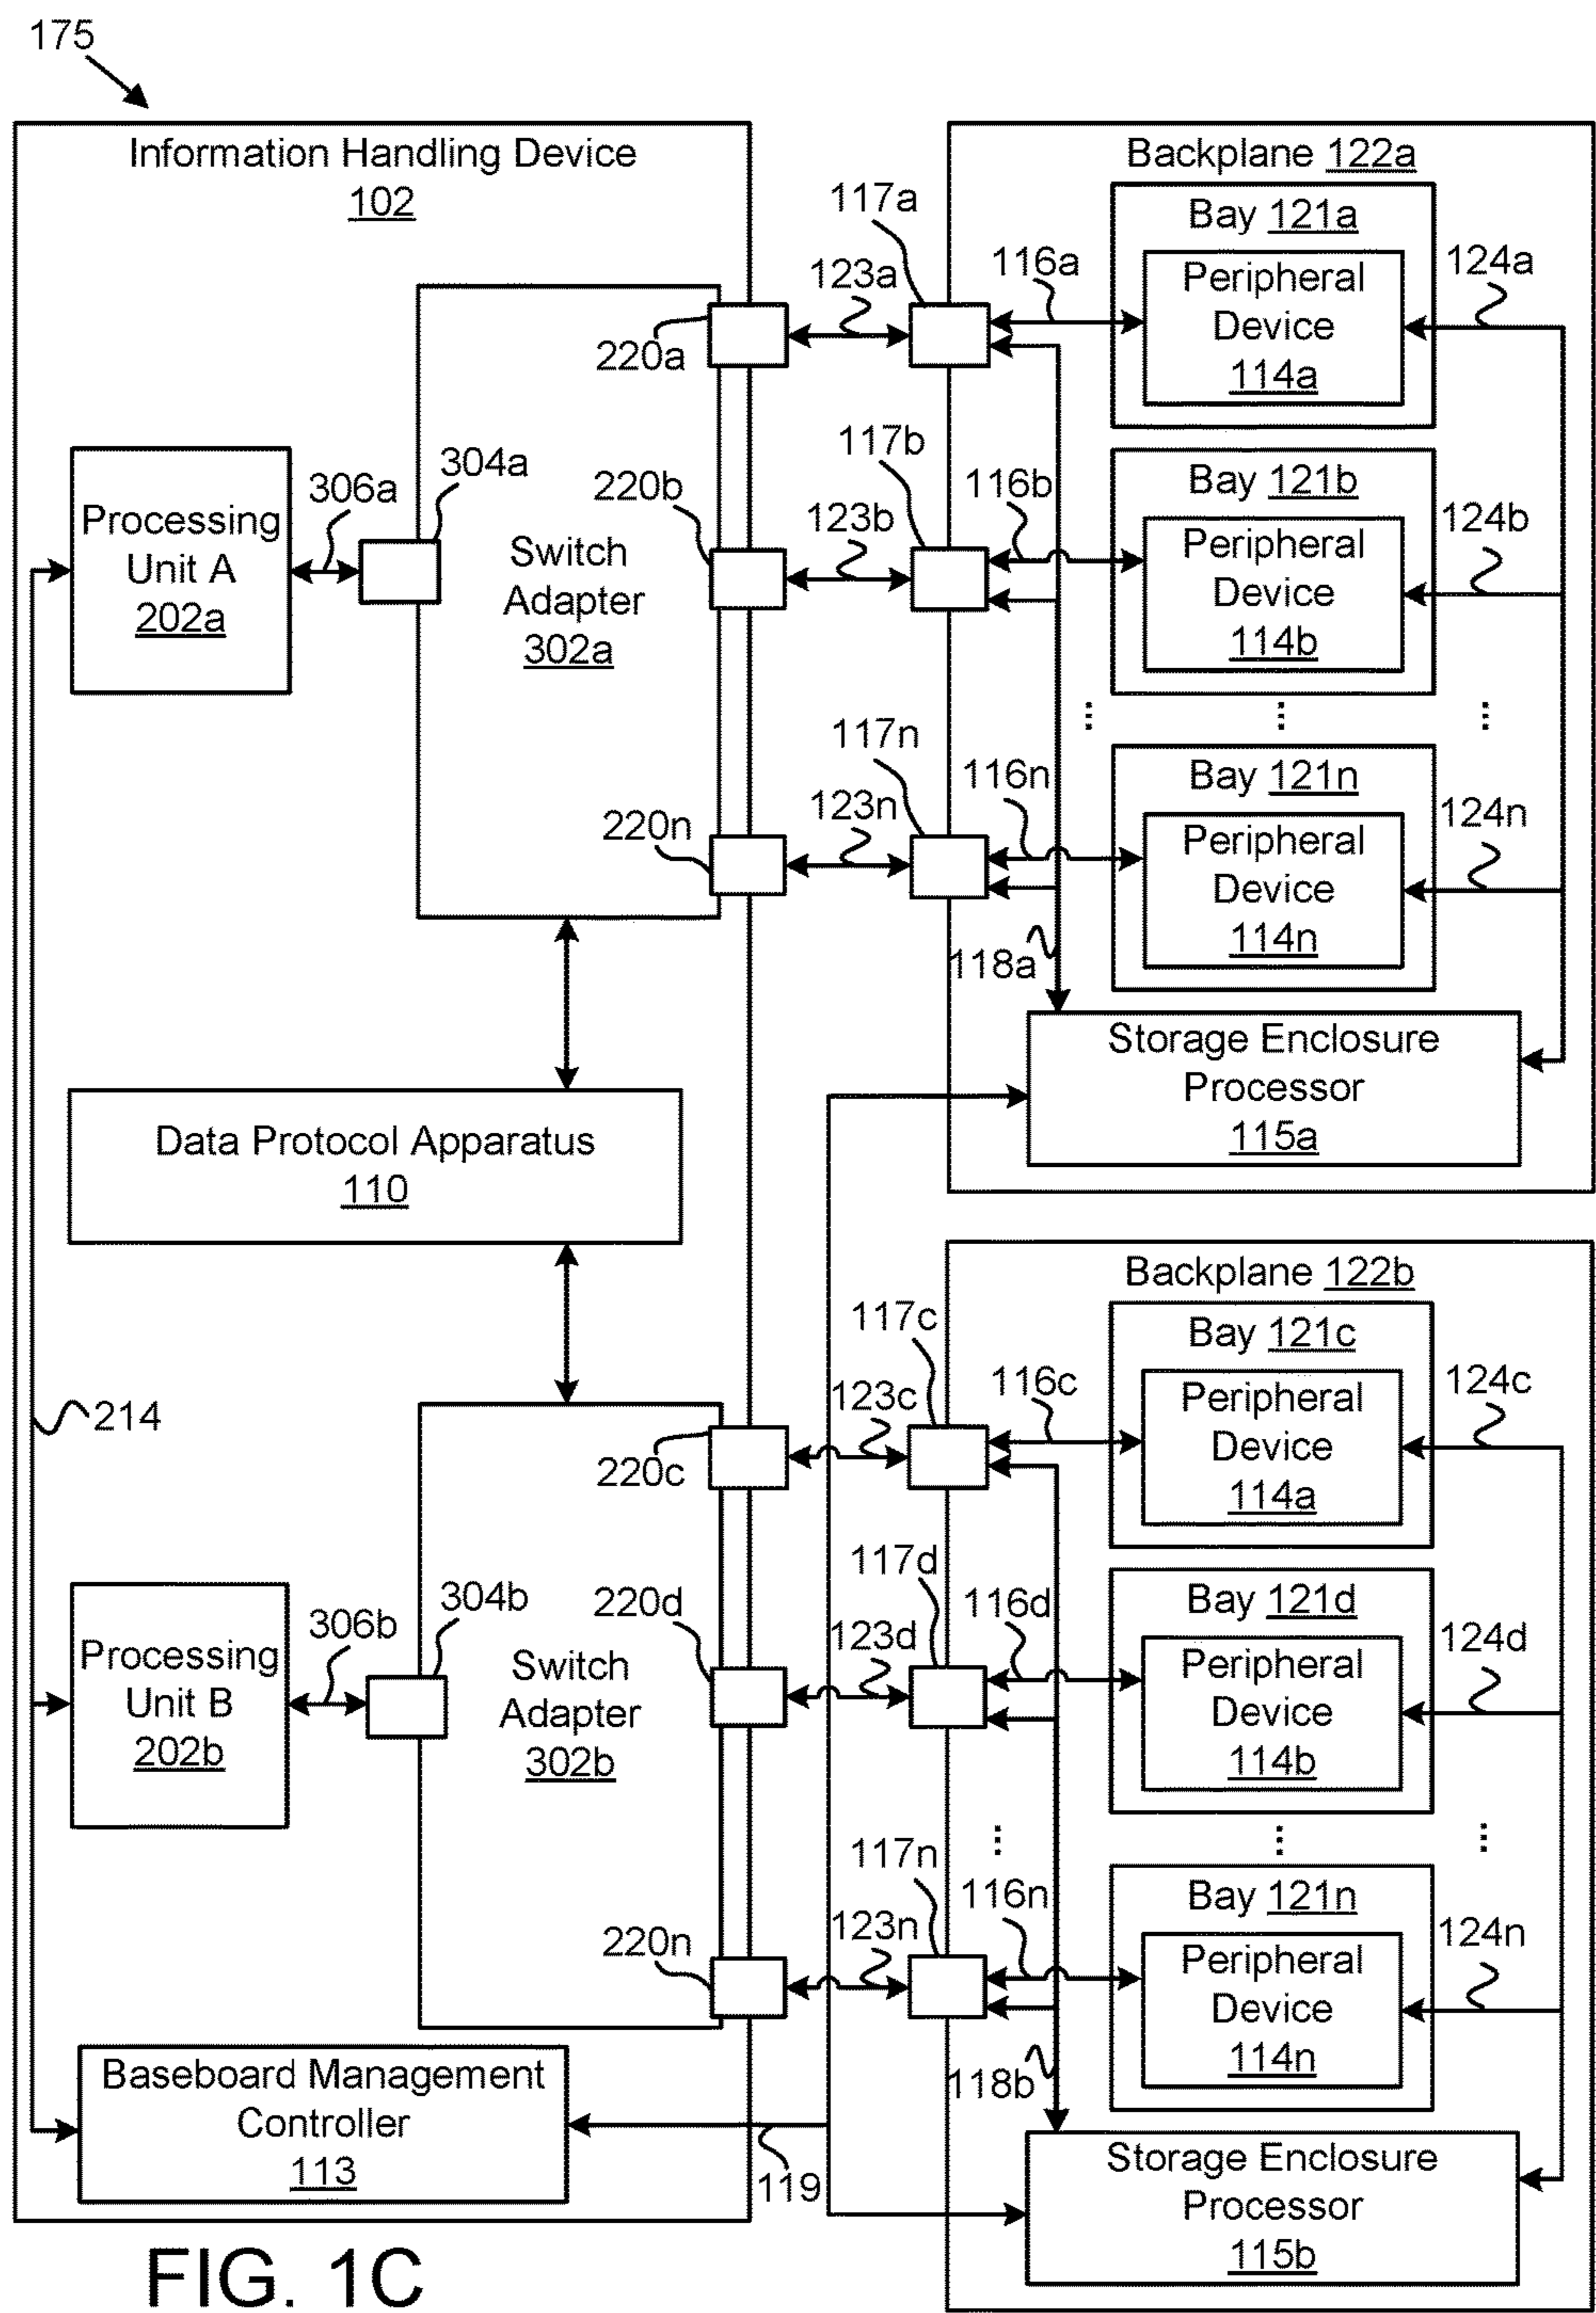 175
Information Handling Device
102
Backplane 122a
117a
Bay 121a
123a
116a
Peripheral
Device
114a
124a
220a
Processing
Unit A
202a
306a
304a
Switch
Adapter
302a
220b
117b
123b
116b
Bay 121b
Peripheral
Device
114b
124b
...
...
...
220n
117n
123n
116n
Bay 121n
Peripheral
Device
114n
124n
118a
Storage Enclosure
Processor
115a
Data Protocol Apparatus
110
Backplane 122b
117c
Bay 121c
123c
116c
Peripheral
Device
114a
124c
214
220c
Processing
Unit B
202b
306b
304b
Switch
Adapter
302b
220d
117d
123d
116d
Bay 121d
Peripheral
Device
114b
124d
...
...
...
220n
117n
123n
116n
Bay 121n
Peripheral
Device
114n
124n
118b
Baseboard Management
Controller
113
119
Storage Enclosure
Processor
115b
FIG. 1C